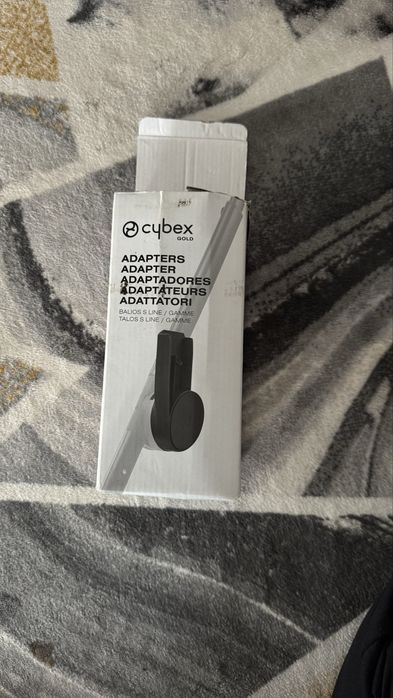 cybex
GOLD
ADAPTERS
ADAPTER
ADAPTADORES
ADAPTATEURS
ADATTATORI
BALIOS S LINE / GAMME
TALOS S LINE / GAMME